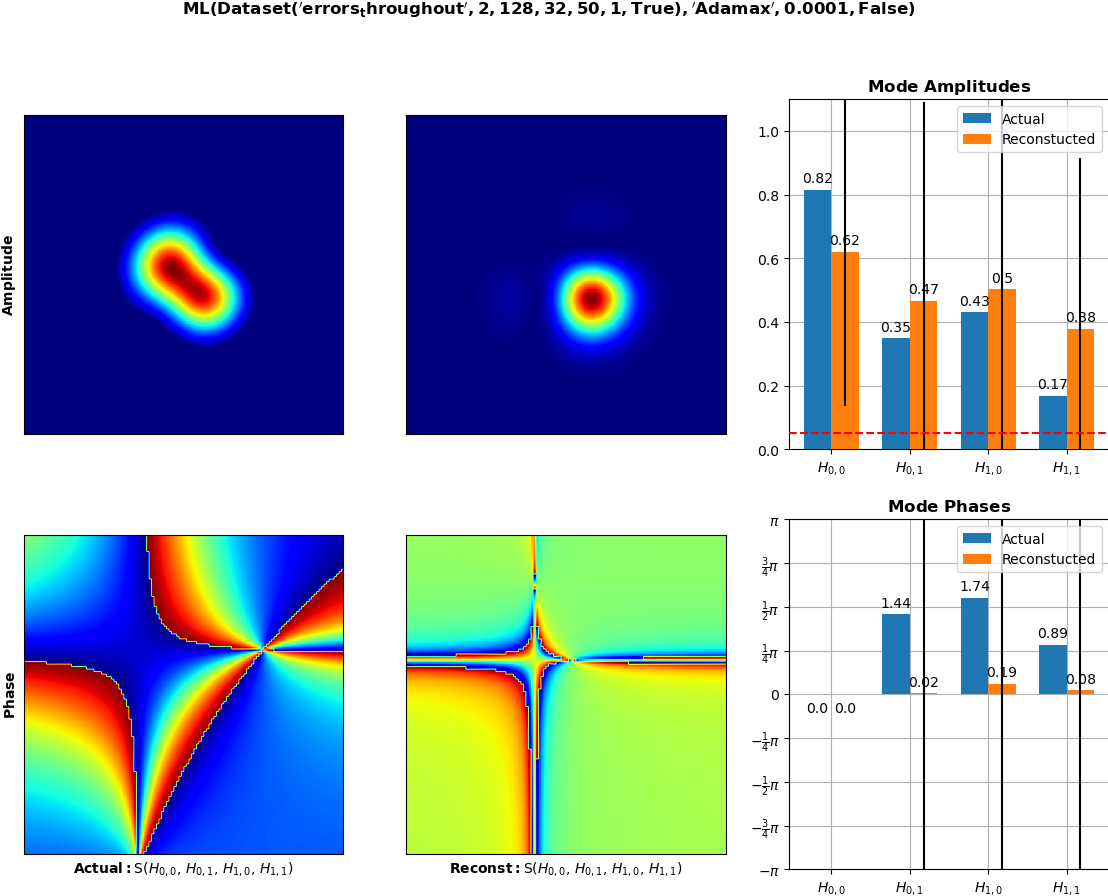 ML(Dataset('errors_throughout', 2, 128, 32, 50, 1, True), 'Adamax', 0.0001, False)
Amplitude
Mode Amplitudes
Actual
Reconstucted
1.0
0.8
0.6
0.4
0.2
0.0
0.82
0.62
0.35
0.47
0.43
0.5
0.17
0.38
H0,0 H0,1 H1,0 H1,1
Phase
Actual: S(H0,0, H0,1, H1,0, H1,1)
Reconst: S(H0,0, H0,1, H1,0, H1,1)
Mode Phases
Actual
Reconstucted
π
3/4π
1/2π
1/4π
0
−1/4π
−1/2π
−3/4π
−π
0.0 0.0
1.44
0.02
1.74
0.19
0.89
0.08
H0,0 H0,1 H1,0 H1,1